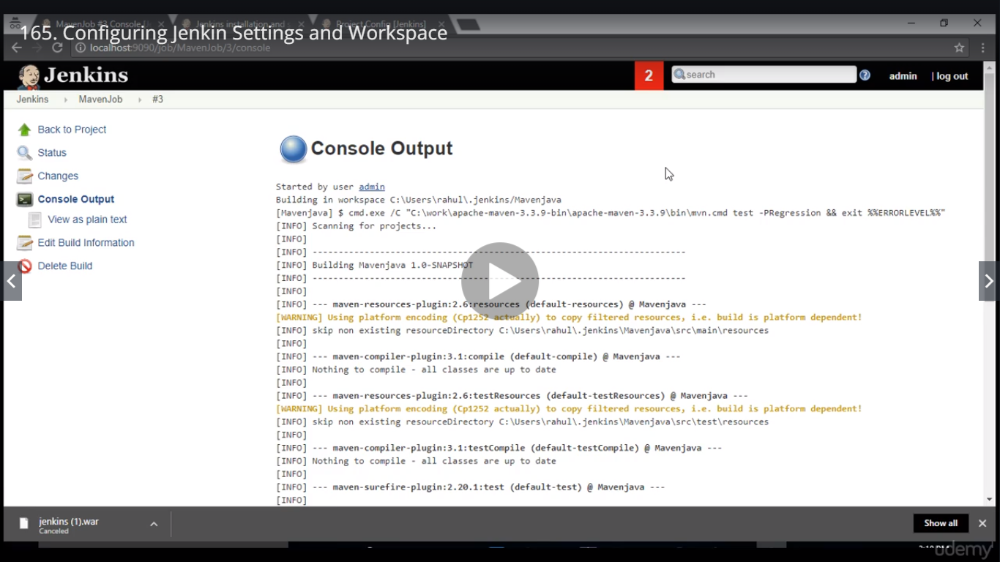 165. Configuring Jenkin Settings and Workspace
MavenJob #3 Console [J
Jenkins installation and
Project Config [Jenkins]
localhost:9090/job/MavenJob/3/console
Jenkins
2
search
admin
| log out
Jenkins
MavenJob
#3
Back to Project
Status
Changes
Console Output
View as plain text
Edit Build Information
Delete Build
Console Output
Started by user admin
Building in workspace C:\Users\rahul\.jenkins/Mavenjava
[Mavenjava] $ cmd.exe /C "C:\work\apache-maven-3.3.9-bin\apache-maven-3.3.9\bin\mvn.cmd test -PRegression && exit %%ERRORLEVEL%%"
[INFO] Scanning for projects...
[INFO]
[INFO] ------------------------------------------------------------------------
[INFO] Building Mavenjava 1.0-SNAPSHOT
[INFO] ------------------------------------------------------------------------
[INFO]
[INFO] --- maven-resources-plugin:2.6:resources (default-resources) @ Mavenjava ---
[WARNING] Using platform encoding (Cp1252 actually) to copy filtered resources, i.e. build is platform dependent!
[INFO] skip non existing resourceDirectory C:\Users\rahul\.jenkins\Mavenjava\src\main\resources
[INFO]
[INFO] --- maven-compiler-plugin:3.1:compile (default-compile) @ Mavenjava ---
[INFO] Nothing to compile - all classes are up to date
[INFO]
[INFO] --- maven-resources-plugin:2.6:testResources (default-testResources) @ Mavenjava ---
[WARNING] Using platform encoding (Cp1252 actually) to copy filtered resources, i.e. build is platform dependent!
[INFO] skip non existing resourceDirectory C:\Users\rahul\.jenkins\Mavenjava\src\test\resources
[INFO]
[INFO] --- maven-compiler-plugin:3.1:testCompile (default-testCompile) @ Mavenjava ---
[INFO] Nothing to compile - all classes are up to date
[INFO]
[INFO] --- maven-surefire-plugin:2.20.1:test (default-test) @ Mavenjava ---
[INFO]
jenkins (1).war
Canceled
Show all
udemy